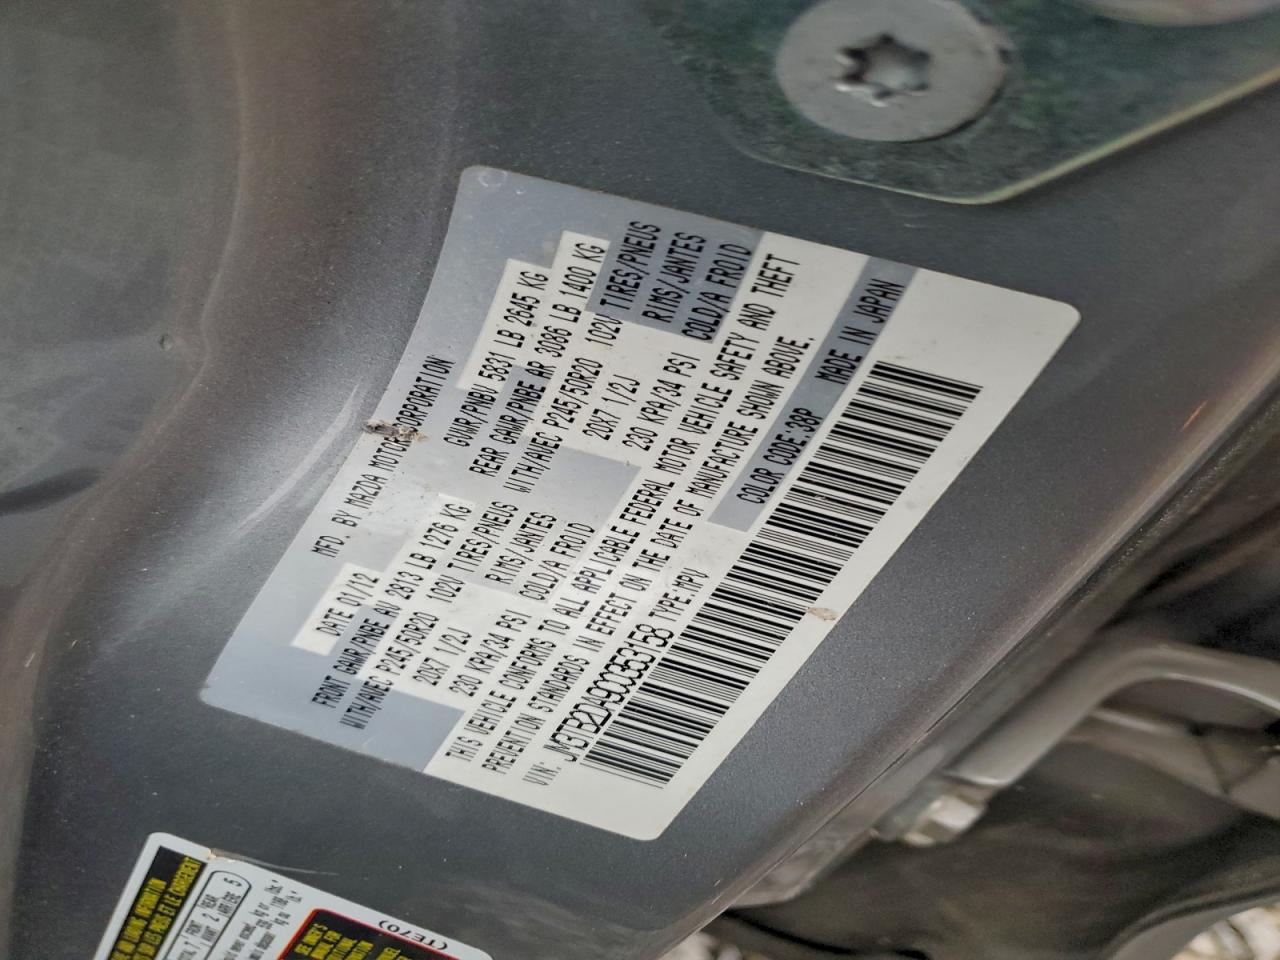 MFD. BY MAZDA MOTOR CORPORATION
DATE 10/12
GVWR/PNBV 5831 LB 2645 KG
FRONT GAWR/PNBE AV 2813 LB 1276 KG
REAR GAWR/PNBE AR 3086 LB 1400 KG
WITH/AVEC P245/50R20 102V TIRES/PNEUS
WITH/AVEC P245/50R20 102V TIRES/PNEUS
20X7 1/2J RIMS/JANTES
20X7 1/2J RIMS/JANTES
230 KPA/34 PSI COLD/A FROID
230 KPA/34 PSI COLD/A FROID
THIS VEHICLE CONFORMS TO ALL APPLICABLE FEDERAL MOTOR VEHICLE SAFETY AND THEFT
PREVENTION STANDARDS IN EFFECT ON THE DATE OF MANUFACTURE SHOWN ABOVE.
VIN: JM3TB2DA9C0353158 TYPE:MPV
COLOR CODE:38P MADE IN JAPAN
(TE70)